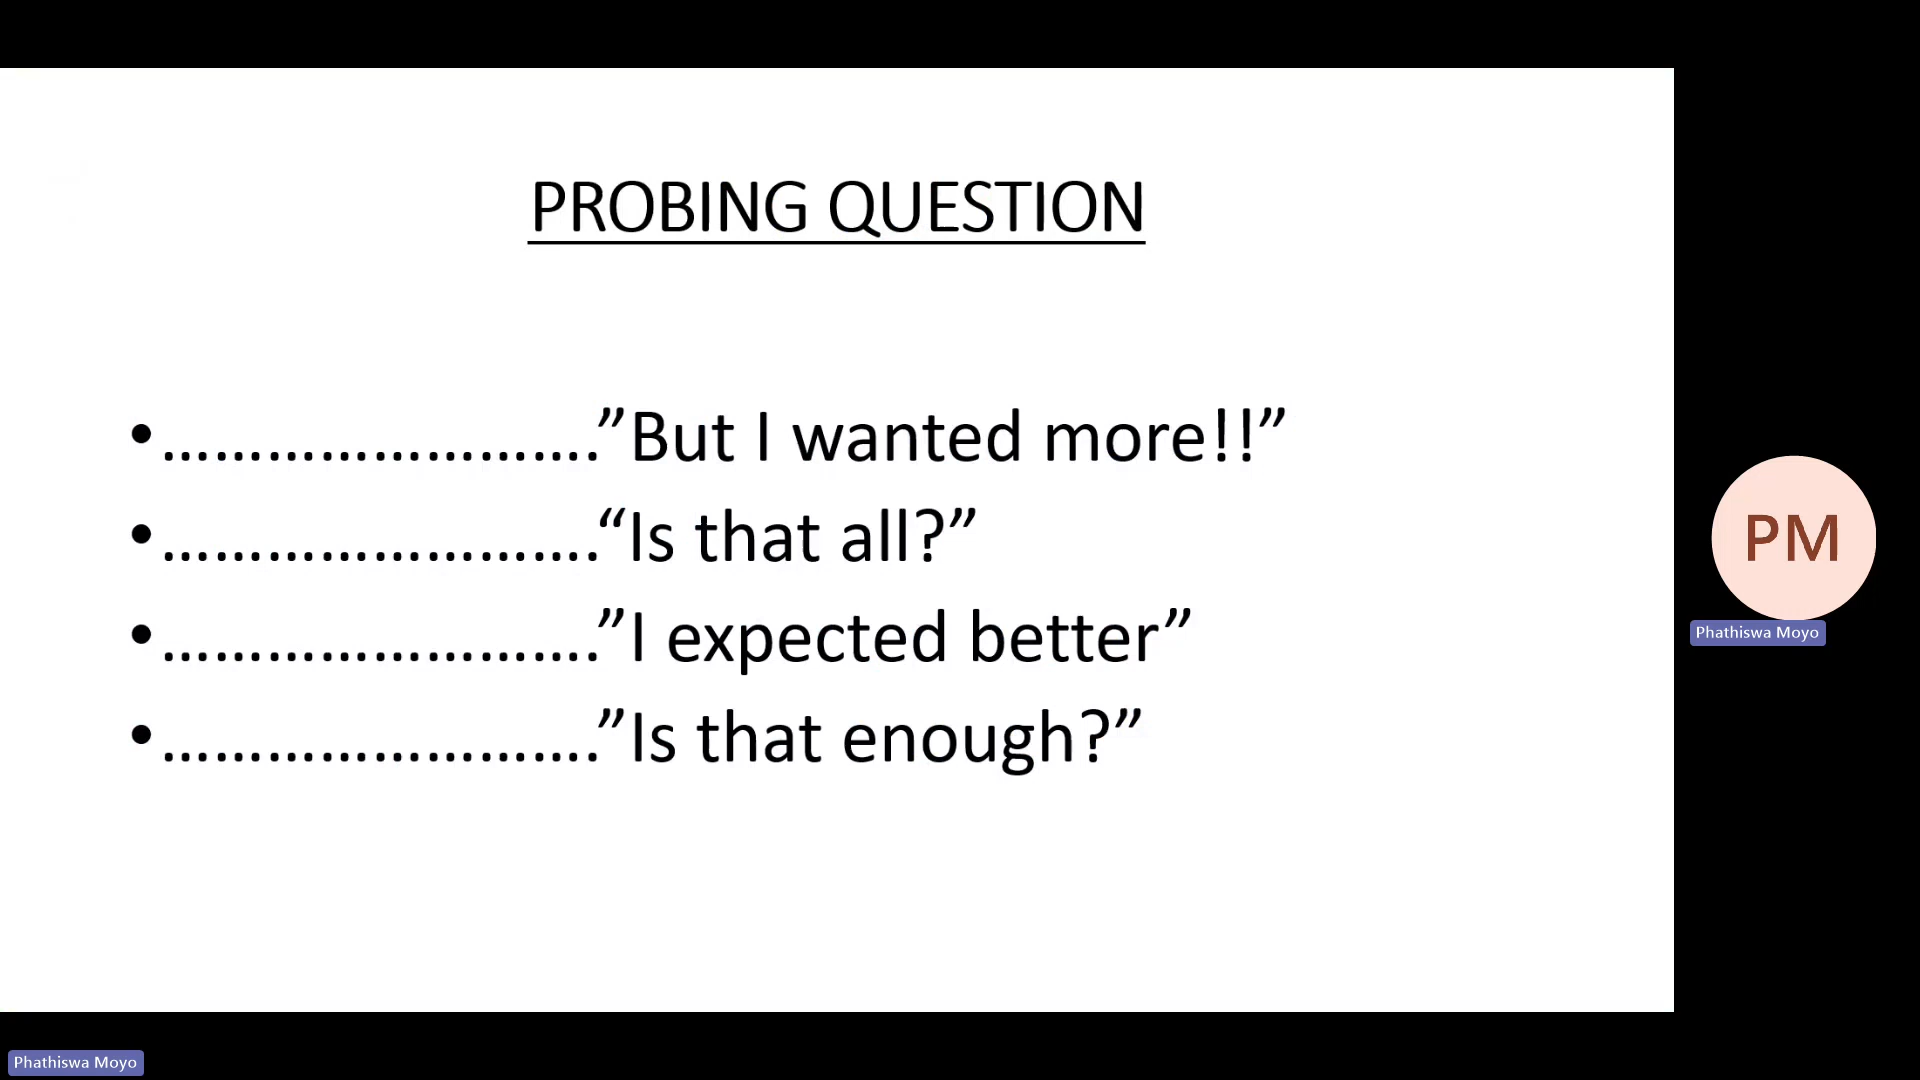 PROBING QUESTION
•……………………….”But I wanted more!!”
•……………………….“Is that all?”
•……………………….”I expected better”
•……………………….”Is that enough?”
PM
Phathiswa Moyo
Phathiswa Moyo